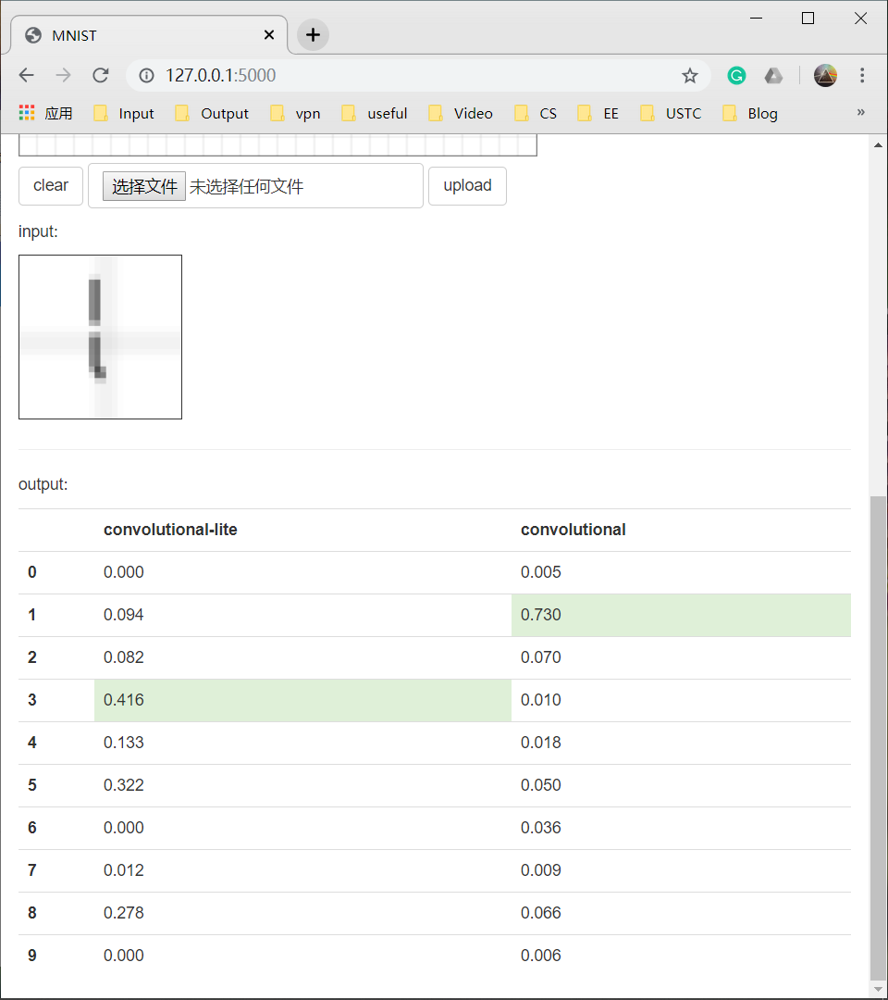 MNIST
127.0.0.1:5000
应用 Input Output vpn useful Video CS EE USTC Blog »
clear 选择文件 未选择任何文件 upload
input:
output:
convolutional-lite convolutional
0 0.000 0.005
1 0.094 0.730
2 0.082 0.070
3 0.416 0.010
4 0.133 0.018
5 0.322 0.050
6 0.000 0.036
7 0.012 0.009
8 0.278 0.066
9 0.000 0.006